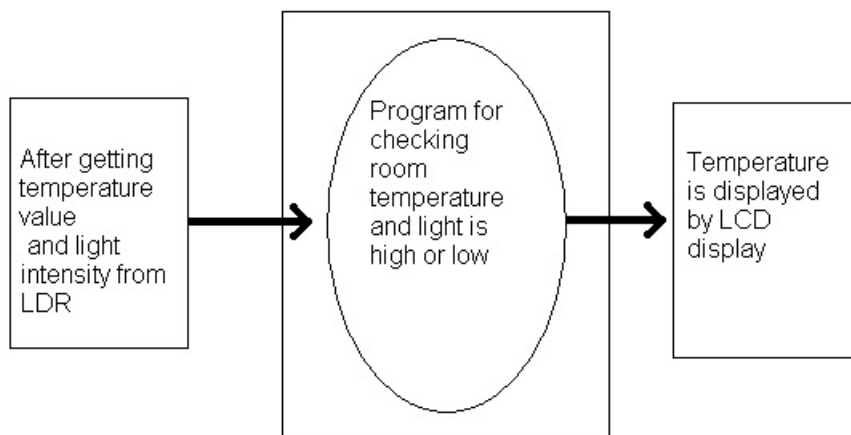 After getting
temperature
value
and light
intensity from
LDR
Program for
checking
room
temperature
and light is
high or low
Temperature
is displayed
by LCD
display